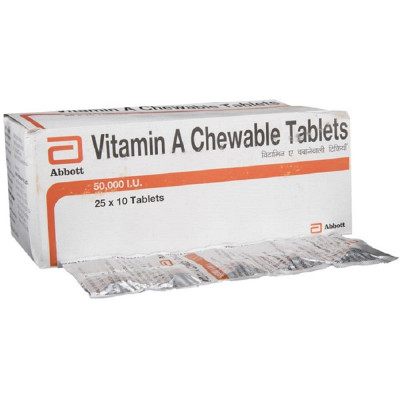 Vitamin A Chewable Tablets
विटामिन ए
Abbott
50,000 I.U.
25 x 10 Tablets
Abbott